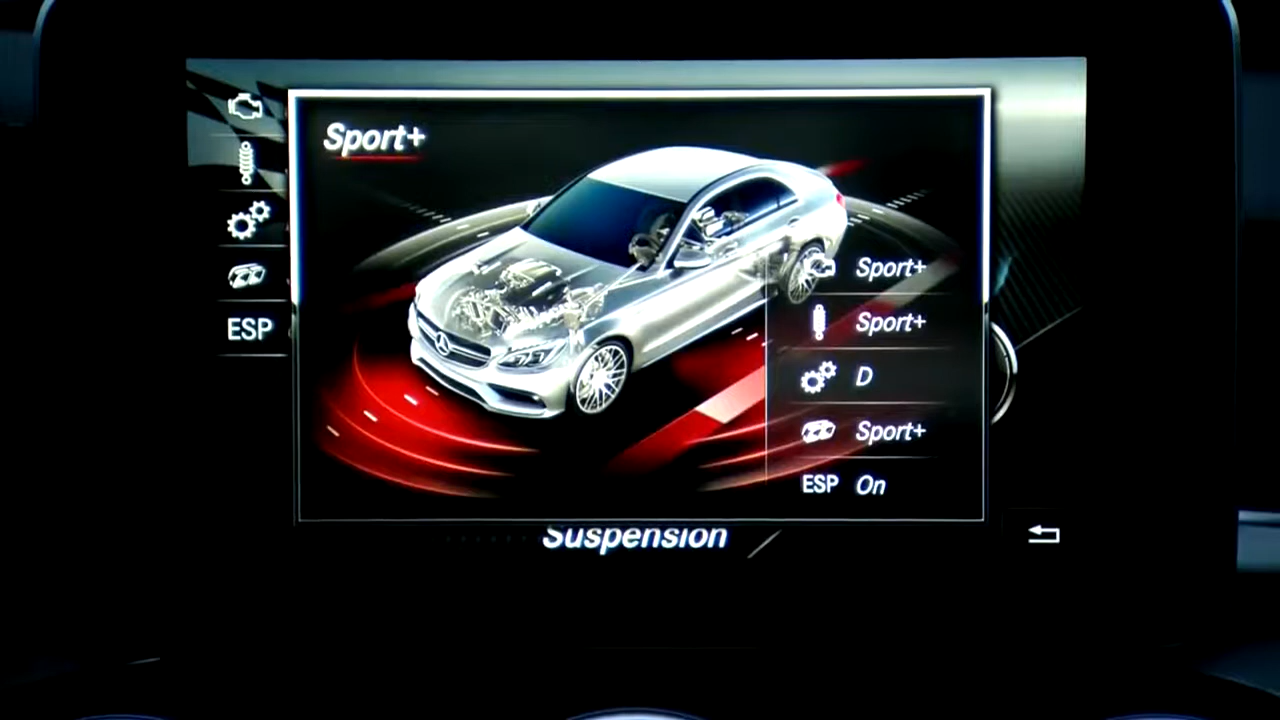 Sport+
Sport+
Sport+
D
Sport+
ESP
ESP On
Suspension